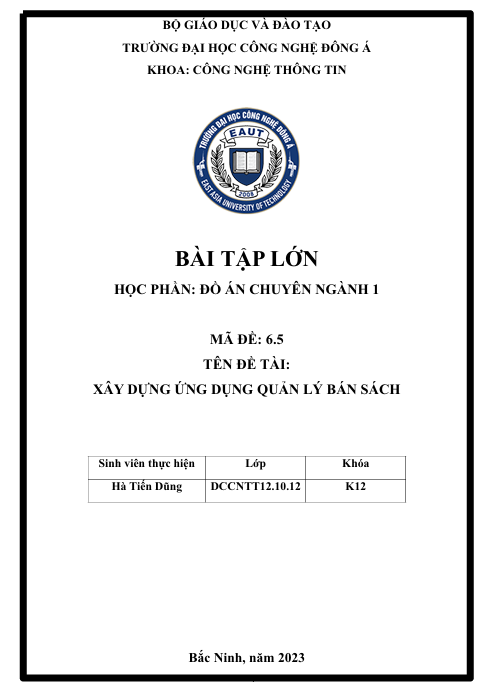 BỘ GIÁO DỤC VÀ ĐÀO TẠO
TRƯỜNG ĐẠI HỌC CÔNG NGHỆ ĐÔNG Á
KHOA: CÔNG NGHỆ THÔNG TIN
TRƯỜNG ĐẠI HỌC CÔNG NGHỆ ĐÔNG Á
EAUT
2008
EAST ASIA UNIVERSITY OF TECHNOLOGY
BÀI TẬP LỚN
HỌC PHẦN: ĐỒ ÁN CHUYÊN NGÀNH 1
MÃ ĐỀ: 6.5
TÊN ĐỀ TÀI:
XÂY DỰNG ỨNG DỤNG QUẢN LÝ BÁN SÁCH
Sinh viên thực hiện Lớp Khóa
Hà Tiến Dũng DCCNTT12.10.12 K12
Bắc Ninh, năm 2023